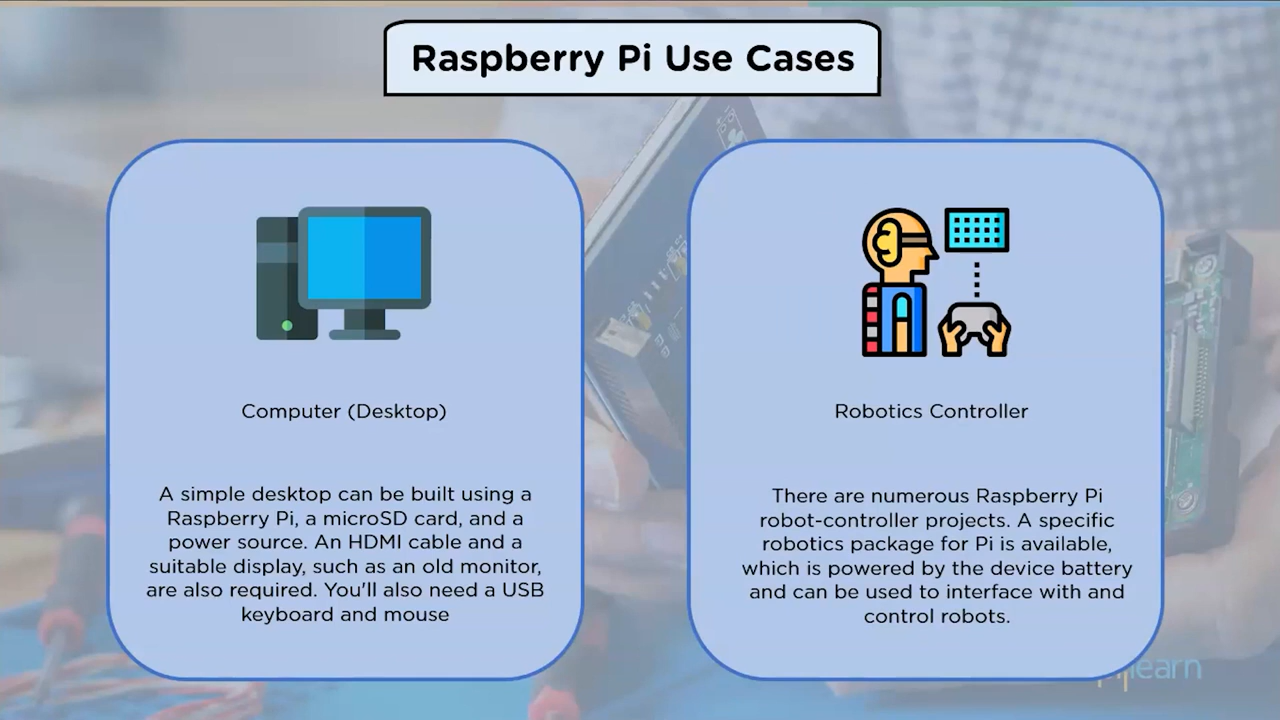 Raspberry Pi Use Cases
Computer (Desktop)
A simple desktop can be built using a
Raspberry Pi, a microSD card, and a
power source. An HDMI cable and a
suitable display, such as an old monitor,
are also required. You'll also need a USB
keyboard and mouse
Robotics Controller
There are numerous Raspberry Pi
robot-controller projects. A specific
robotics package for Pi is available,
which is powered by the device battery
and can be used to interface with and
control robots.